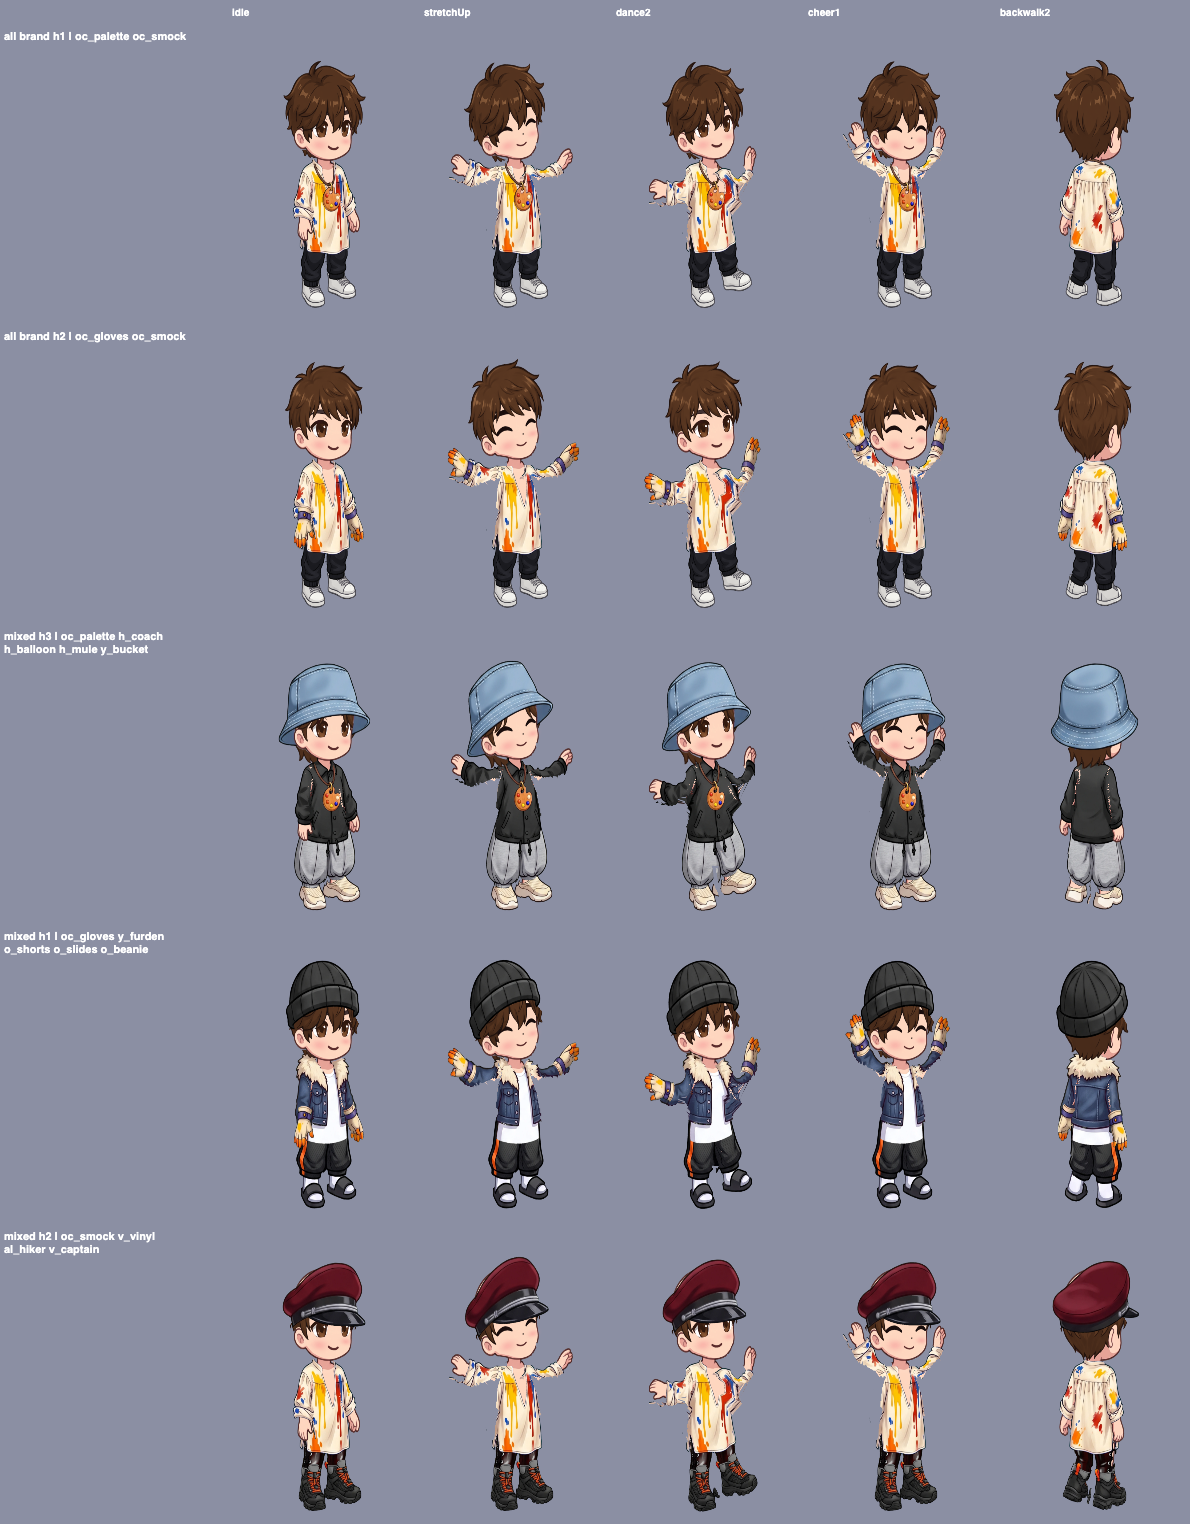 idle stretchUp dance2 cheer1 backwalk2
all brand h1 | oc_palette oc_smock
all brand h2 | oc_gloves oc_smock
mixed h3 | oc_palette h_coach
h_balloon h_mule y_bucket
mixed h1 | oc_gloves y_furden
o_shorts o_slides o_beanie
mixed h2 | oc_smock v_vinyl
al_hiker v_captain